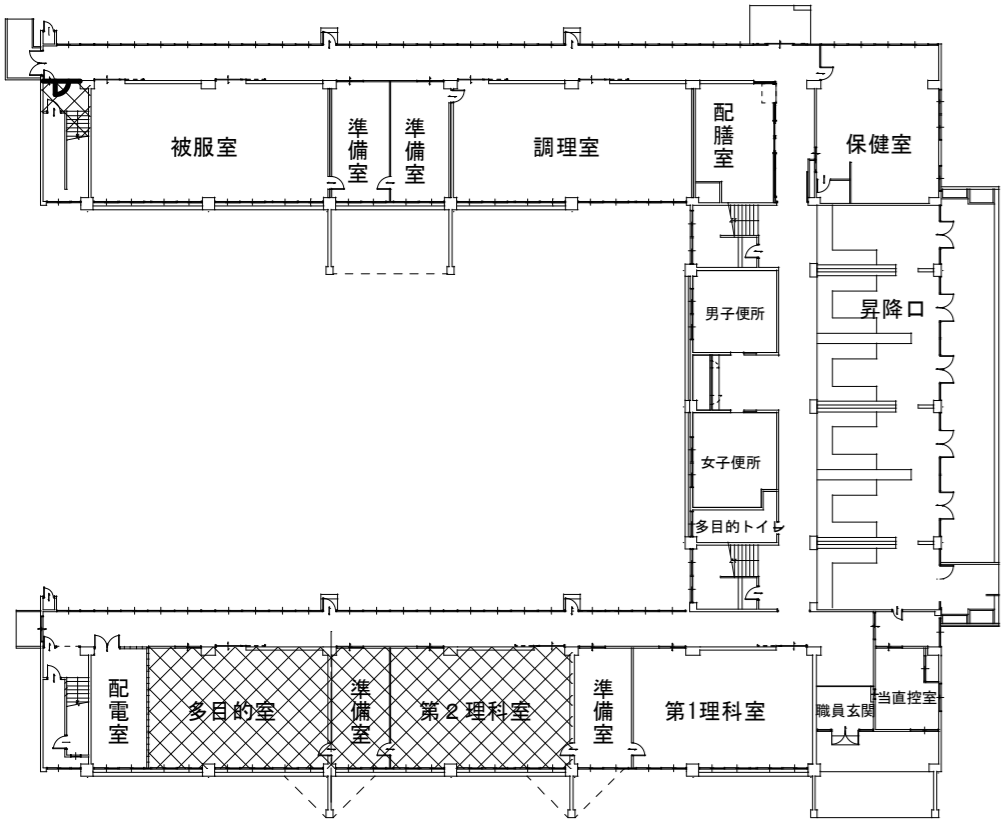 被服室
準備室
準備室
調理室
配膳室
保健室
昇降口
男子便所
女子便所
多目的トイレ
配電室
多目的室
準備室
第２理科室
準備室
第1理科室
職員玄関
当直控室